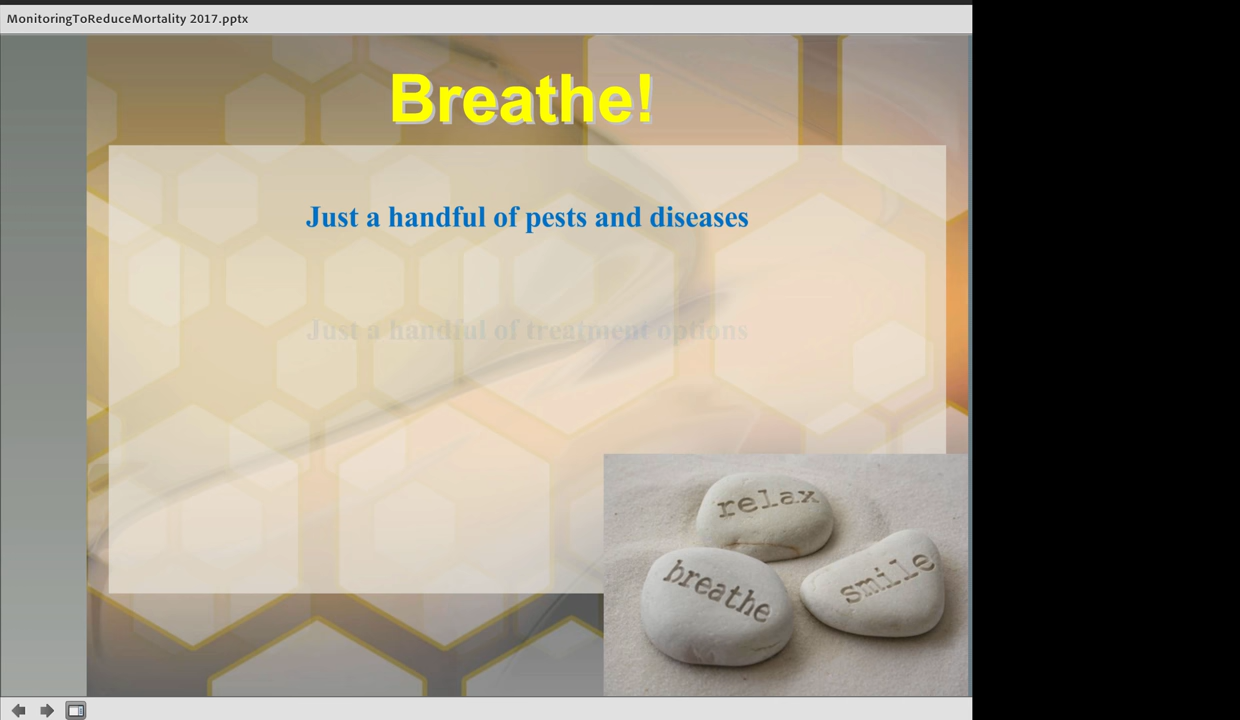 MonitoringToReduceMortality 2017.pptx
Breathe!
Just a handful of pests and diseases
Just a handful of treatment options
relax
breathe
smile